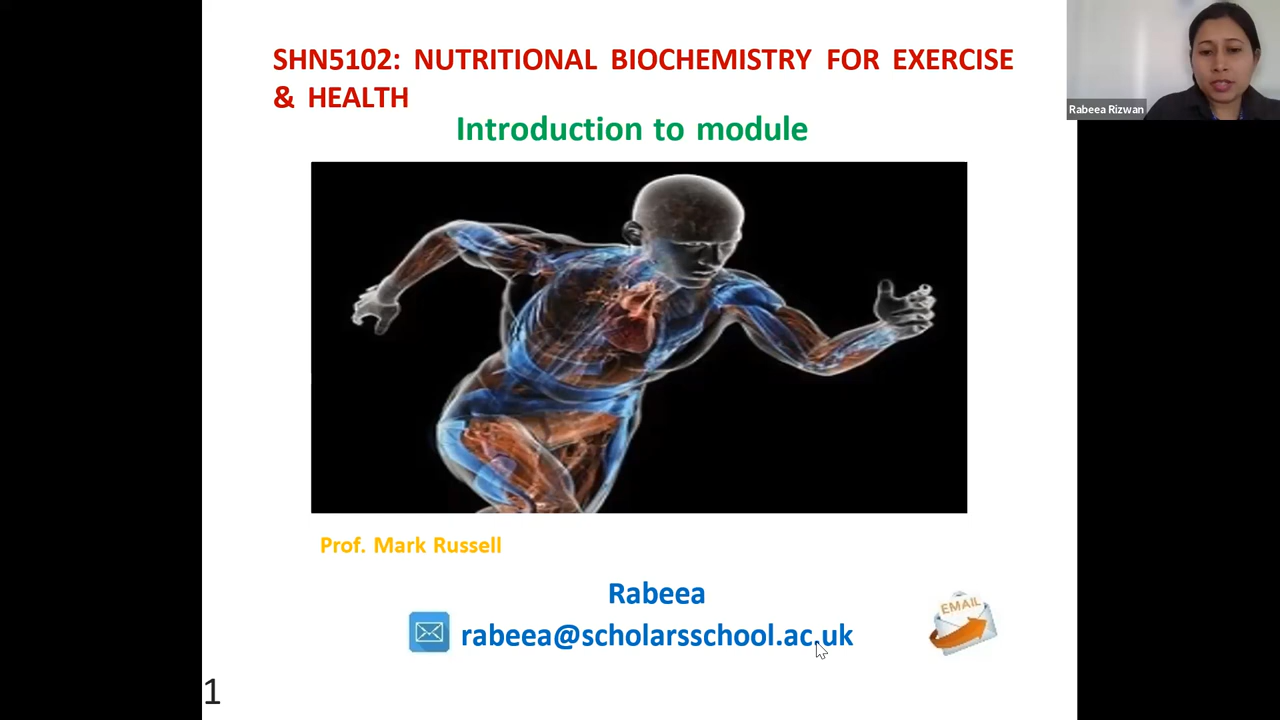 SHN5102: NUTRITIONAL BIOCHEMISTRY FOR EXERCISE
& HEALTH
Introduction to module
Rabeea Rizwan
Prof. Mark Russell
Rabeea
rabeea@scholarsschool.ac.uk
EMAIL
1